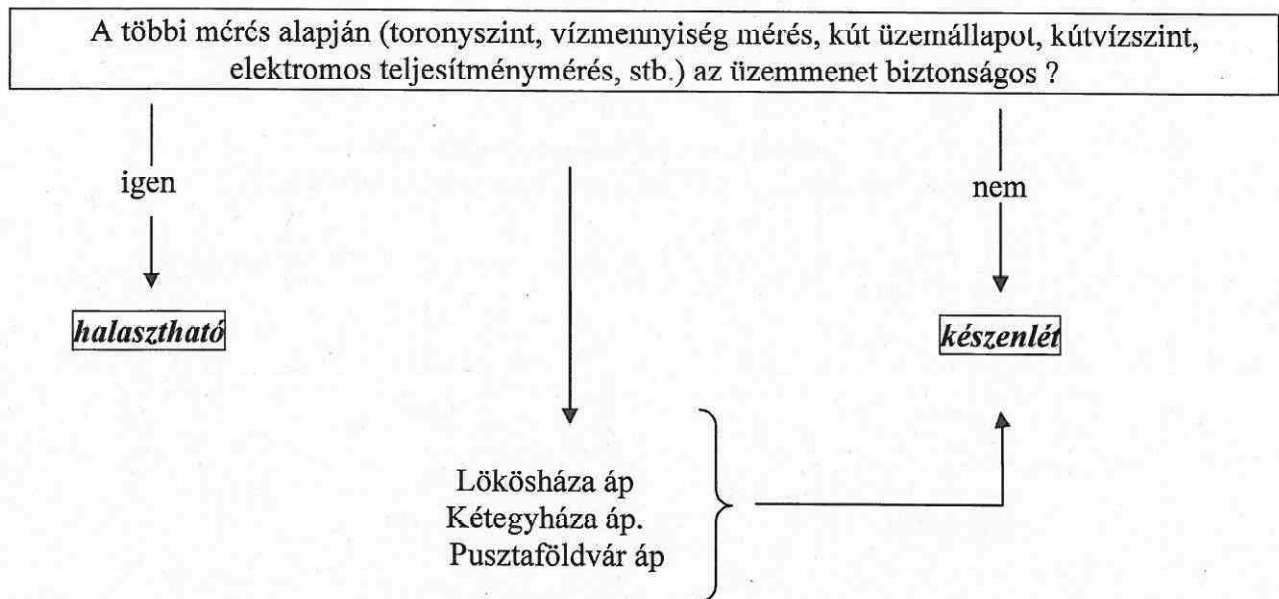 A többi mérés alapján (toronyszint, vízmennyiség mérés, kút üzemállapot, kútvízszint,
elektromos teljesítménymérés, stb.) az üzemmenet biztonságos ?
igen
nem
halasztható
készenlét
Lökösháza áp
Kétegyháza áp.
Pusztaföldvár áp